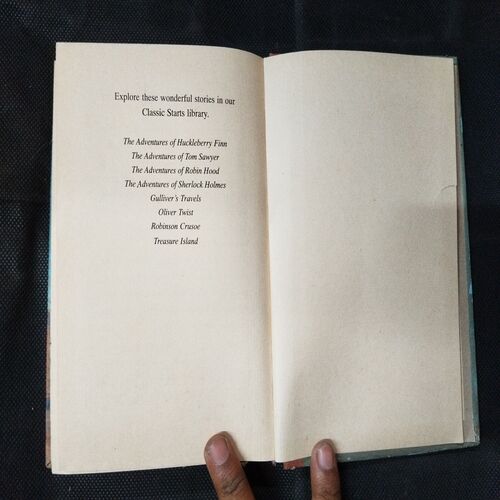 Explore these wonderful stories in our
Classic Starts library.
The Adventures of Huckleberry Finn
The Adventures of Tom Sawyer
The Adventures of Robin Hood
The Adventures of Sherlock Holmes
Gulliver's Travels
Oliver Twist
Robinson Crusoe
Treasure Island